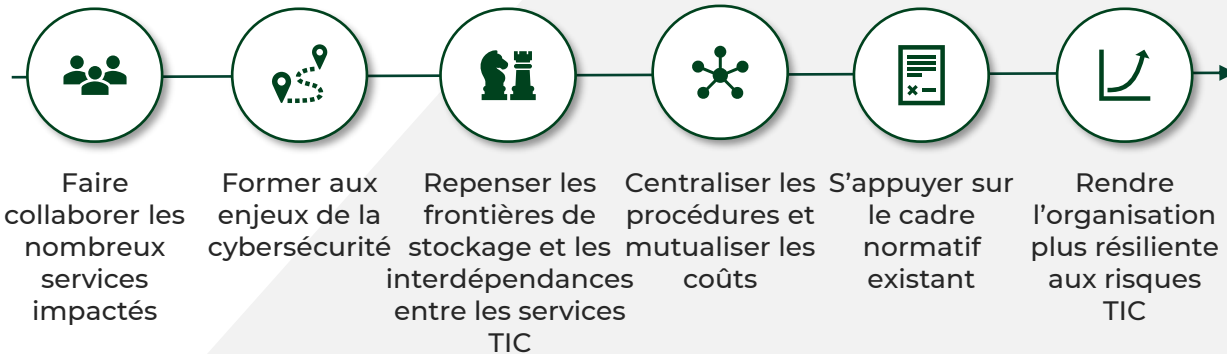 Faire
collaborer les
nombreux
services
impactés
Former aux
enjeux de la
cybersécurité
Repenser les
frontières de
stockage et les
interdépendances
entre les services
TIC
Centraliser les
procédures et
mutualiser les
coûts
S’appuyer sur
le cadre
normatif
existant
Rendre
l’organisation
plus résiliente
aux risques
TIC